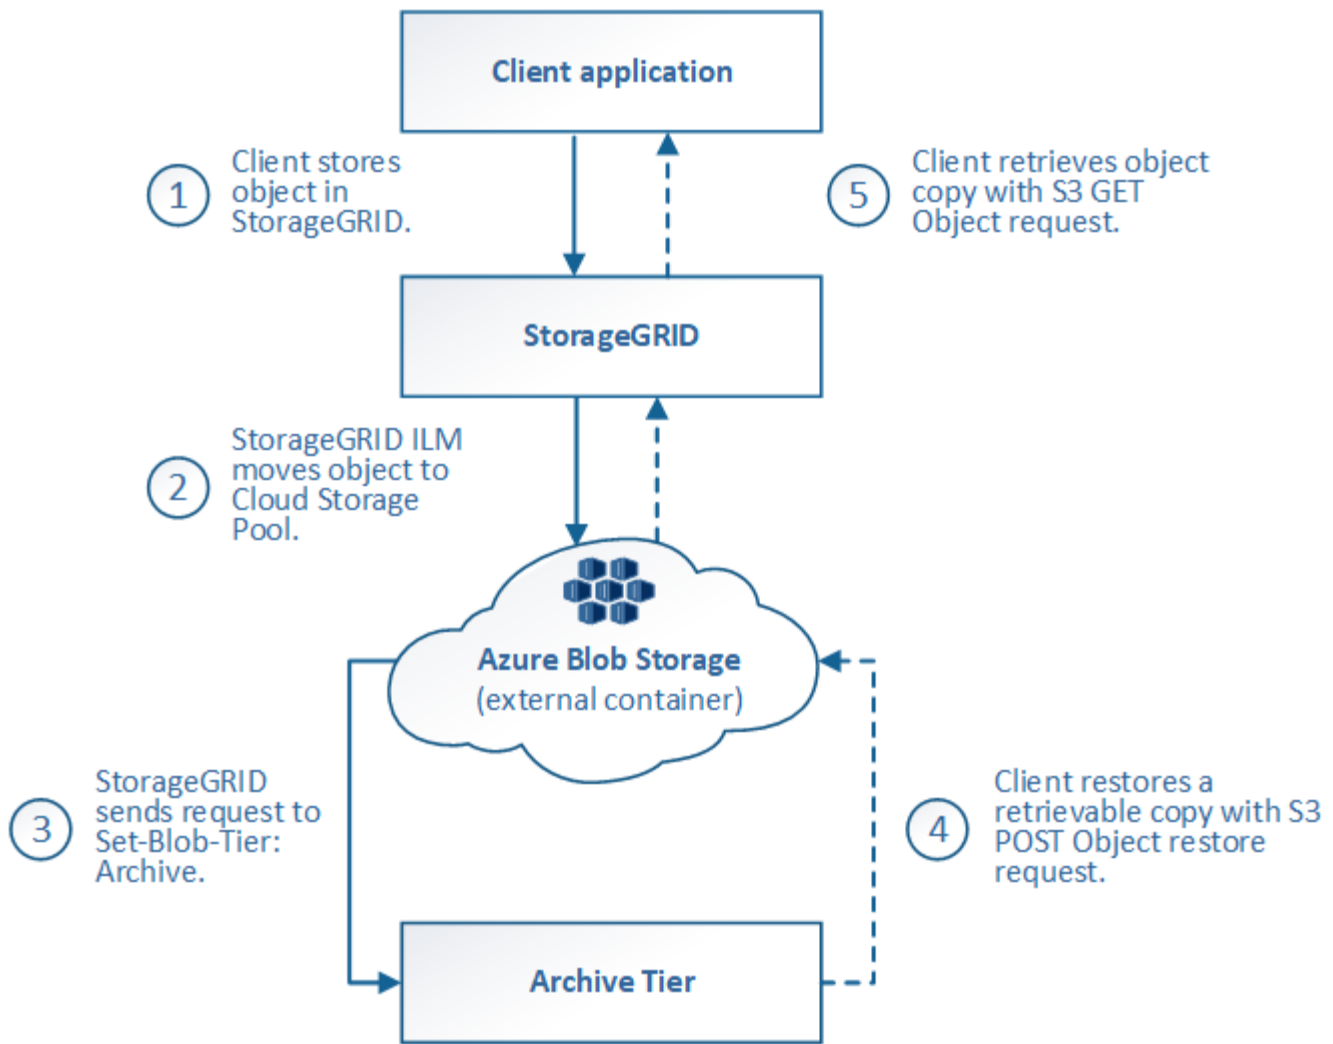 Client application
1
Client stores
object in
StorageGRID.
5
Client retrieves object
copy with S3 GET
Object request.
StorageGRID
2
StorageGRID ILM
moves object to
Cloud Storage
Pool.
Azure Blob Storage
(external container)
3
StorageGRID
sends request to
Set-Blob-Tier:
Archive.
4
Client restores a
retrievable copy with S3
POST Object restore
request.
Archive Tier